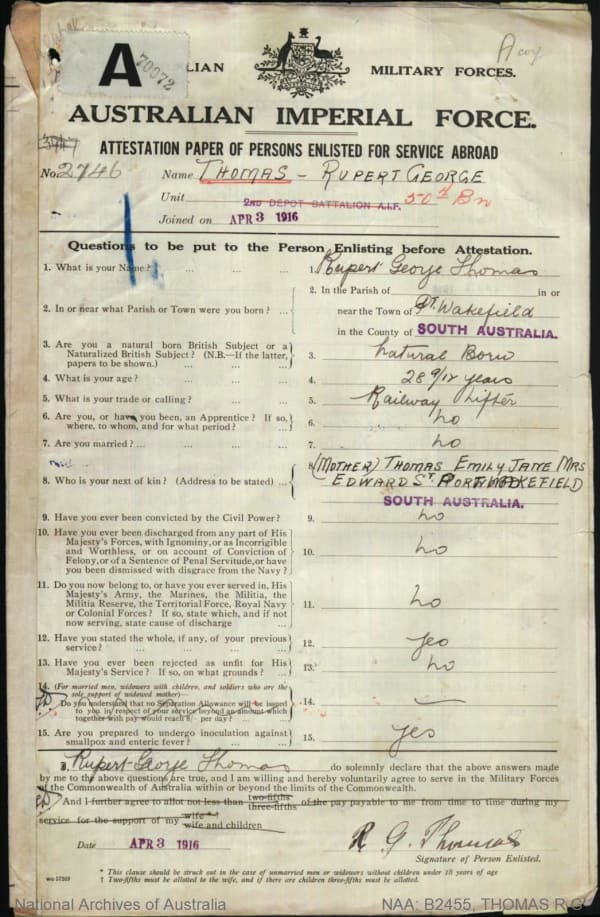 A 70072 LIAN MILITARY FORCES. A coy
AUSTRALIAN IMPERIAL FORCE.
ATTESTATION PAPER OF PERSONS ENLISTED FOR SERVICE ABROAD
No. 2746 Name THOMAS - RUPERT GEORGE
Unit 2ND DEPOT BATTALION A.I.F. 50th Bn
Joined on APR 3 1916
Questions to be put to the Person Enlisting before Attestation.
1. What is your Name? ... ... ... 1. Rupert George Thomas
2. In or near what Parish or Town were you born? ... 2. In the Parish of in or
near the Town of Pt. Wakefield
in the County of SOUTH AUSTRALIA.
3. Are you a natural born British Subject or a
Naturalized British Subject? (N.B.—If the latter,
papers to be shown.) ... ... 3. Natural Born
4. What is your age? ... ... ... 4. 28 9/12 years
5. What is your trade or calling? ... ... 5. Railway Lifter
6. Are you, or have you been, an Apprentice? If so,
where, to whom, and for what period? ... 6. No
7. Are you married? ... ... ... 7. No
8. Who is your next of kin? (Address to be stated) ... 8. (MOTHER) THOMAS EMILY JANE MRS
EDWARD ST PORT WAKEFIELD
SOUTH AUSTRALIA.
9. Have you ever been convicted by the Civil Power? 9. No
10. Have you ever been discharged from any part of His
Majesty's Forces, with Ignominy, or as Incorrigible
and Worthless, or on account of Conviction of
Felony, or of a Sentence of Penal Servitude, or have
you been dismissed with disgrace from the Navy? 10. No
11. Do you now belong to, or have you ever served in, His
Majesty's Army, the Marines, the Militia, the
Militia Reserve, the Territorial Force, Royal Navy
or Colonial Forces? If so, state which, and if not
now serving, state cause of discharge ... 11. No
12. Have you stated the whole, if any, of your previous
service? ... ... ... 12. Yes
13. Have you ever been rejected as unfit for His
Majesty's Service? If so, on what grounds? 13. No
14. (For married men, widowers with children, and soldiers who are the
sole support of widowed mother)—
Do you understand that no Separation Allowance will be issued
to you in respect of your service beyond an amount which
together with pay would reach 8/- per day? ... 14. —
15. Are you prepared to undergo inoculation against
smallpox and enteric fever? ... ... 15. Yes
I, Rupert George Thomas do solemnly declare that the above answers made
by me to the above questions are true, and I am willing and hereby voluntarily agree to serve in the Military Forces
of the Commonwealth of Australia within or beyond the limits of the Commonwealth.
And I further agree to allot not less than two-fifths three-fifths of the pay payable to me from time to time during my
service for the support of my wife * † wife and children
Date APR 3 1916 R G Thomas
Signature of Person Enlisted.
* This clause should be struck out in the case of unmarried men or widowers without children under 18 years of age
† Two-fifths must be allotted to the wife, and if there are children three-fifths must be allotted.
National Archives of Australia NAA: B2455, THOMAS R G